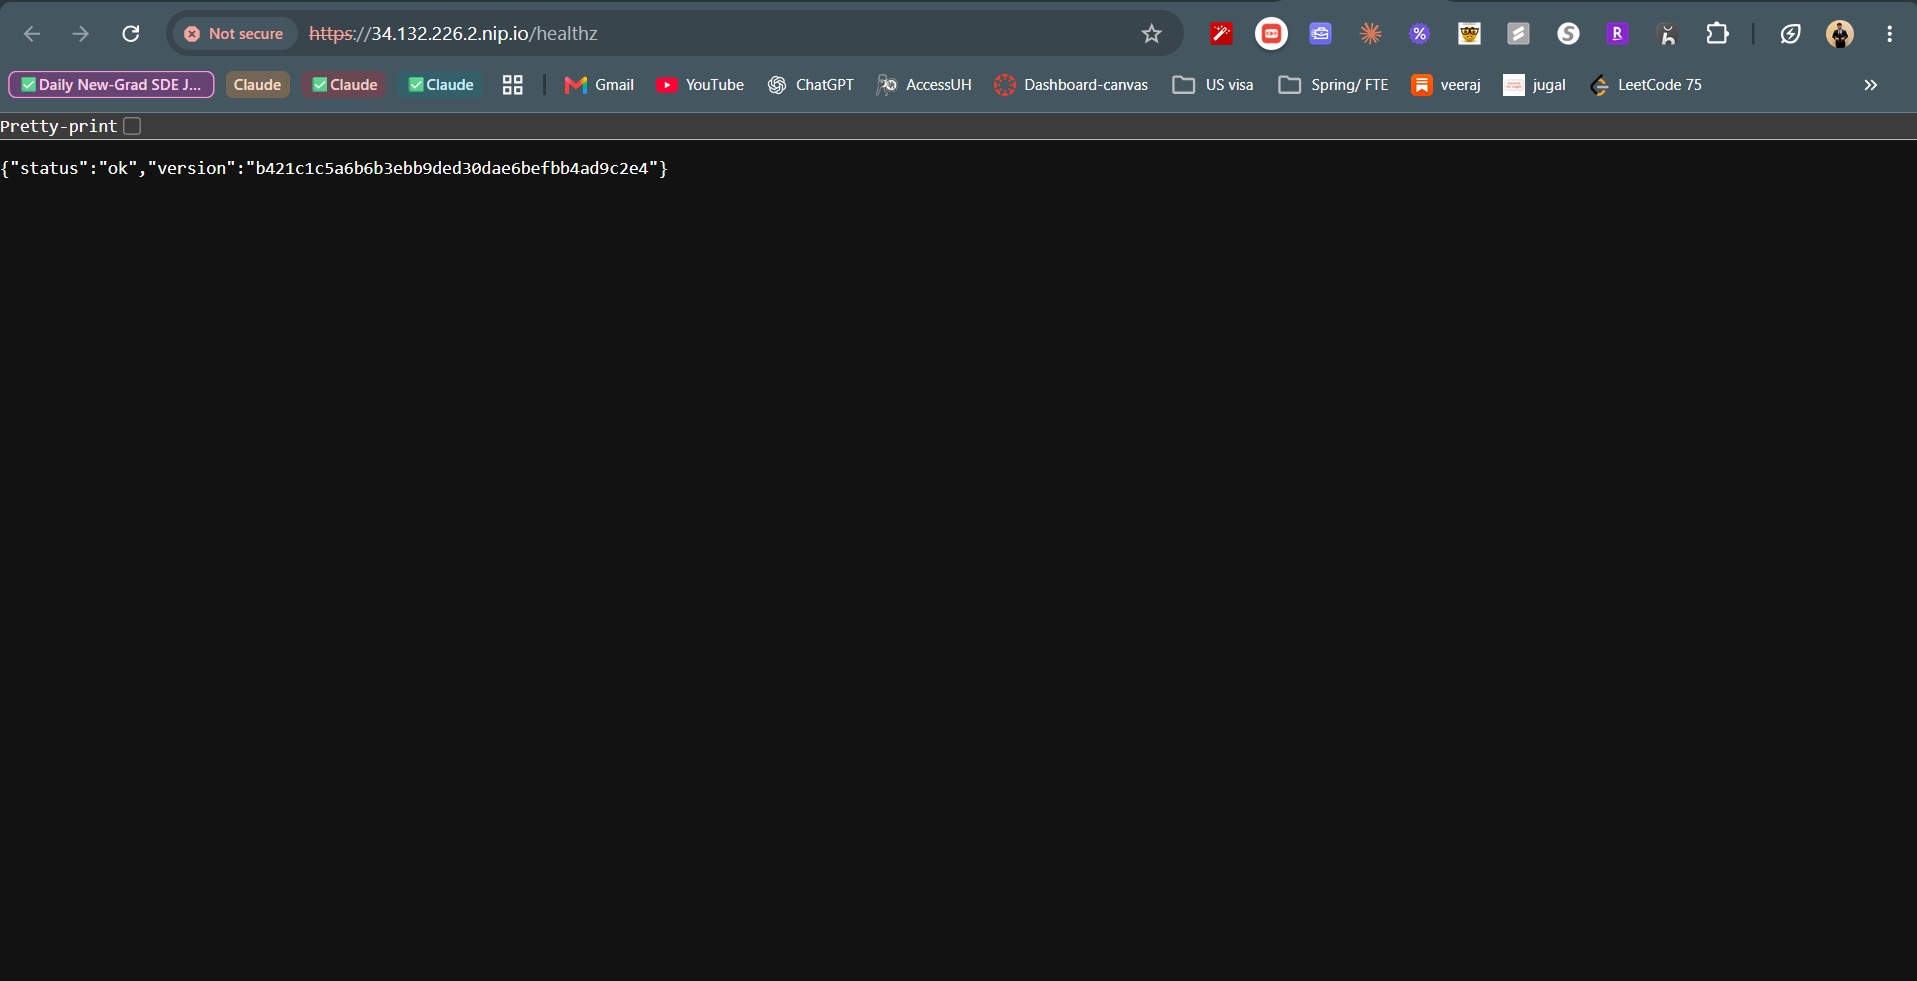 Not secure https://34.132.226.2.nip.io/healthz
Daily New-Grad SDE J... Claude Claude Claude Gmail YouTube ChatGPT AccessUH Dashboard-canvas US visa Spring/ FTE veeraj jugal LeetCode 75
Pretty-print
{"status":"ok","version":"b421c1c5a6b6b3ebb9ded30dae6befbb4ad9c2e4"}